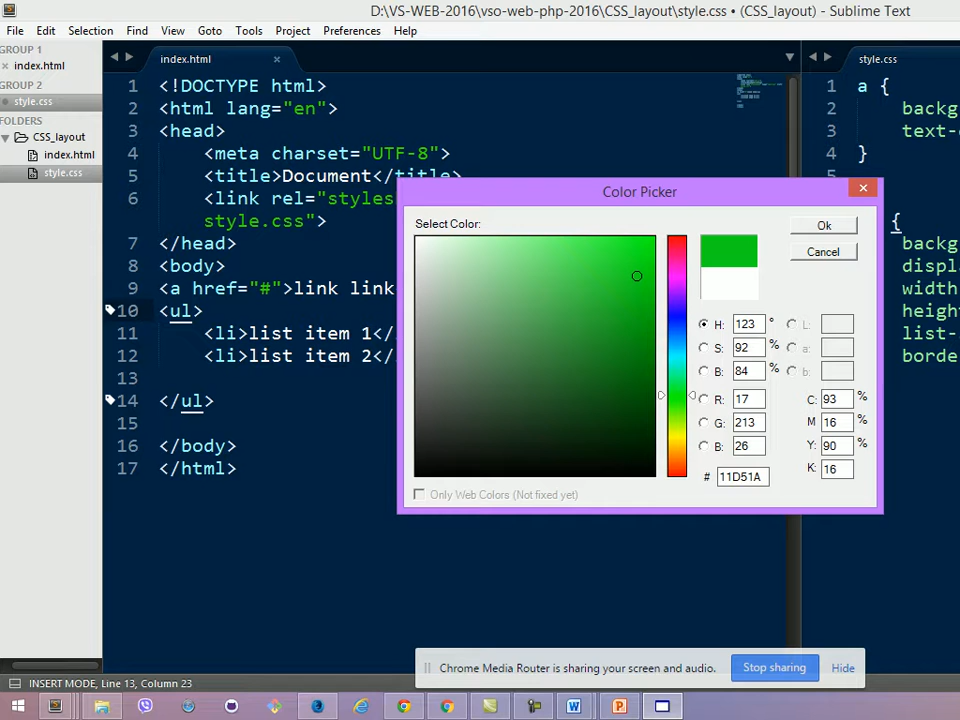 D:\VS-WEB-2016\vso-web-php-2016\CSS_layout\style.css • (CSS_layout) - Sublime Text
File Edit Selection Find View Goto Tools Project Preferences Help
GROUP 1
index.html
GROUP 2
style.css
FOLDERS
CSS_layout
index.html
style.css
index.html
1 <!DOCTYPE html>
2 <html lang="en">
3 <head>
4 <meta charset="UTF-8">
5 <title>Document</title>
6 <link rel="styles
style.css">
7 </head>
8 <body>
9 <a href="#">link link
10 <ul>
11 <li>list item 1</
12 <li>list item 2</
13
14 </ul>
15
16 </body>
17 </html>
style.css
1 a {
2 backg
3 text-
4 }
5
{
backg
displ
width
heigh
list-
borde
Color Picker
Select Color:
Ok
Cancel
H: 123 °
S: 92 %
B: 84 %
R: 17
G: 213
B: 26
# 11D51A
L:
a:
b:
C: 93 %
M 16 %
Y: 90 %
K: 16
Only Web Colors (Not fixed yet)
Chrome Media Router is sharing your screen and audio. Stop sharing Hide
INSERT MODE, Line 13, Column 23